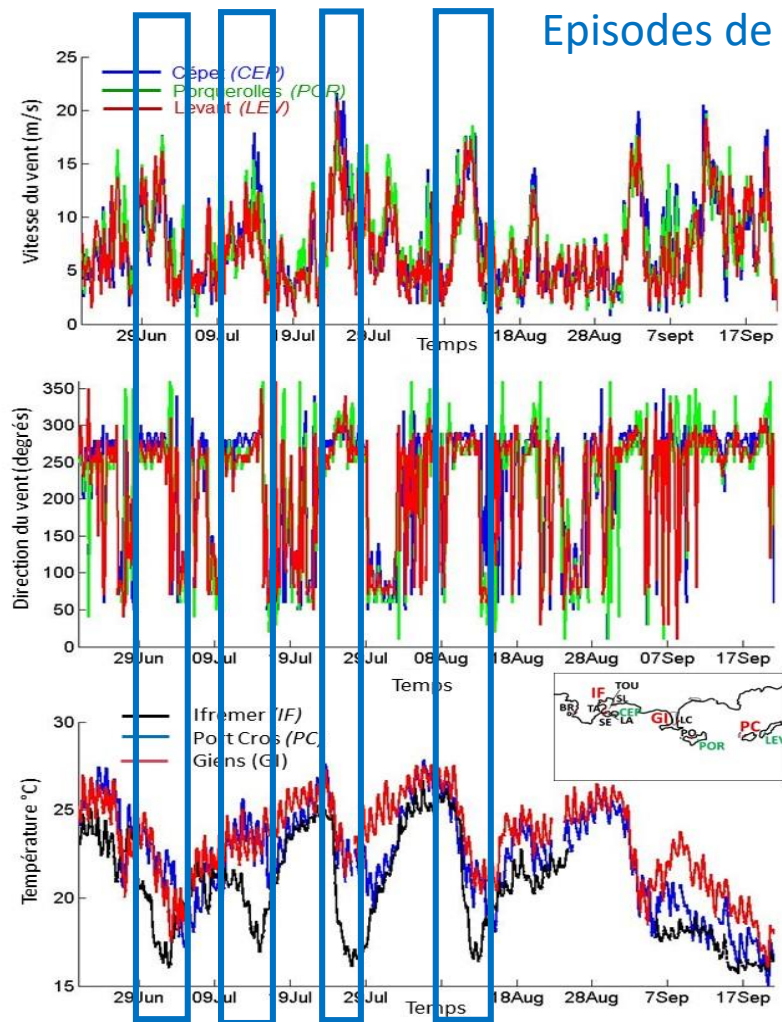 Episodes de
25
20
15
10
5
0
Vitesse du vent (m/s)
Cépet (CEP)
Porquerolles (POR)
Levant (LEV)
29Jun 09Jul 19Jul 29Jul 18Aug 28Aug 7sept 17Sep
Temps
350
300
250
200
150
100
50
0
Direction du vent (degrés)
29Jun 09Jul 19Jul 29Jul 08Aug 18Aug 28Aug 07Sep 17Sep
Temps
30
25
20
15
Température °C
Ifremer (IF)
Port Cros (PC)
Giens (GI)
TOU
IF SL
BR TA CEP GI LC PC
SE LA PO
POR LEV
29Jun 09Jul 19Jul 29Jul 18Aug 28Aug 7Sep 17Sep
Temps